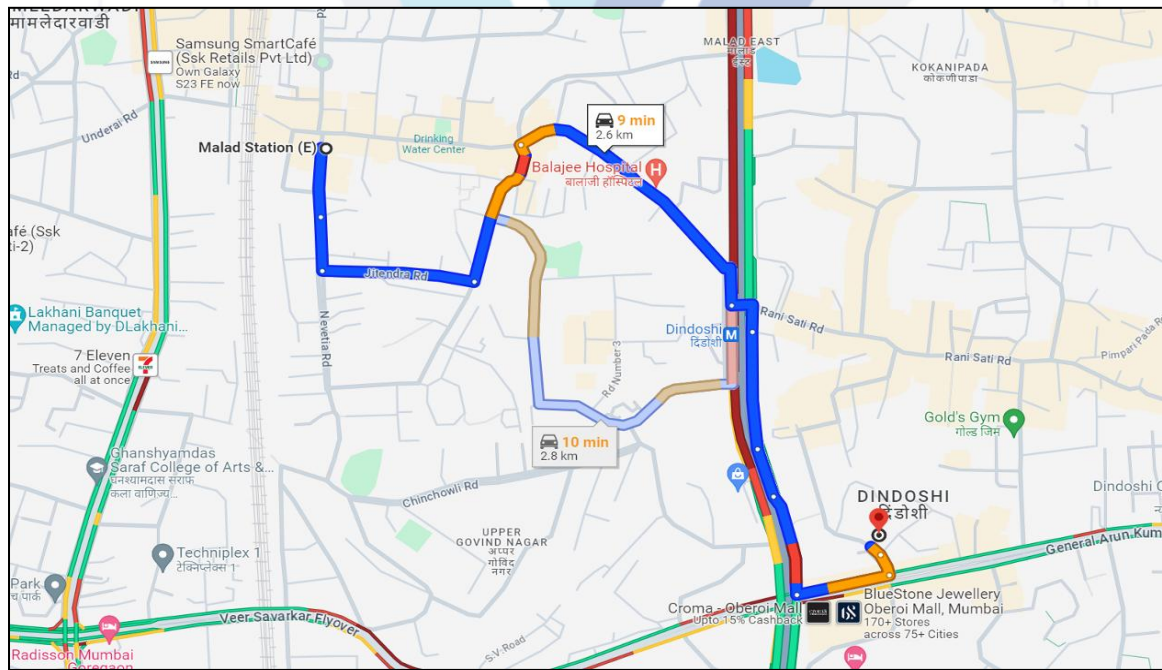 मामलेदारवाडी
Samsung SmartCafé
(Ssk Retails Pvt Ltd)
Own Galaxy
S23 FE now
SAMSUNG
Underai Rd
Rd
MALAD EAST
मालाड
ईस्ट
KOKANIPADA
कोकणीपाडा
Malad Station (E)
Drinking
Water Center
9 min
2.6 km
Balajee Hospital
बालाजी हॉस्पिटल
H
afé (Ssk
ti-2)
Jitendra Rd
Nevetia Rd
Lakhani Banquet
Managed by DLakhani...
7 Eleven
Treats and Coffee
all at once
Dindoshi
दिंडोशी
M
Rani Sati Rd
Rani Sati Rd
Pimpari Pada R
Rd Number 3
10 min
2.8 km
Gold's Gym
गोल्ड जिम
Ghanshyamdas
Saraf College of Arts &...
घनश्यामदास सराफ
कला वाणिज्य...
Chinchowli Rd
UPPER
GOVIND NAGAR
अप्पर
गोविंद
नगर
DINDOSHI
दिंडोशी
Dindoshi
General Arun Kum
Techniplex 1
टेक्निप्लेक्स 1
Park
च पार्क
Veer Savarkar Flyover
S.V. Road
Croma - Oberoi Mall
Upto 15% Cashback
BlueStone Jewellery
Oberoi Mall, Mumbai
170+ Stores
across 75+ Cities
Radisson Mumbai
Goregaon